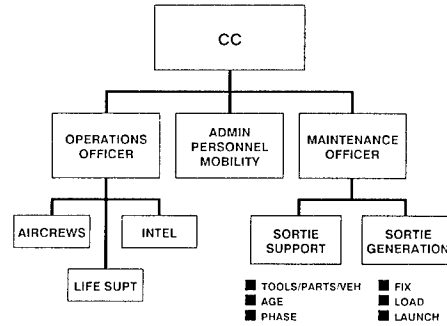 CC
OPERATIONS
OFFICER
ADMIN
PERSONNEL
MOBILITY
MAINTENANCE
OFFICER
AIRCREWS
INTEL
LIFE SUPT
SORTIE
SUPPORT
SORTIE
GENERATION
TOOLS/PARTS/VEH
AGE
PHASE
FIX
LOAD
LAUNCH